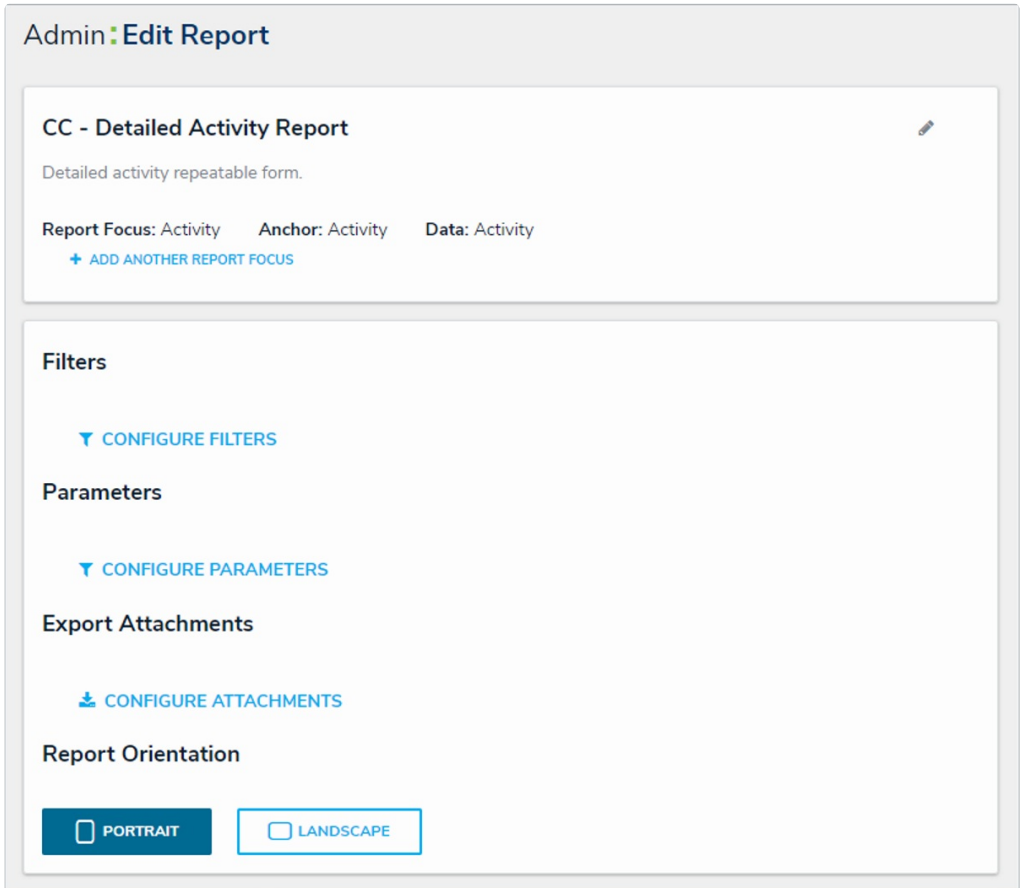 Admin:Edit Report
CC - Detailed Activity Report
Detailed activity repeatable form.
Report Focus: Activity Anchor: Activity Data: Activity
+ ADD ANOTHER REPORT FOCUS
Filters
CONFIGURE FILTERS
Parameters
CONFIGURE PARAMETERS
Export Attachments
CONFIGURE ATTACHMENTS
Report Orientation
PORTRAIT LANDSCAPE